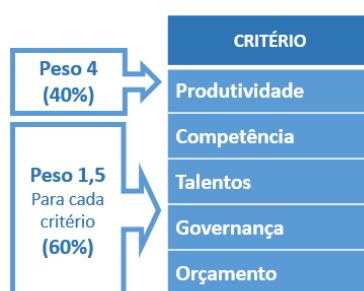 CRITÉRIO
Peso 4
(40%)
Produtividade
Competência
Peso 1,5
Para cada
critério
(60%)
Talentos
Governança
Orçamento